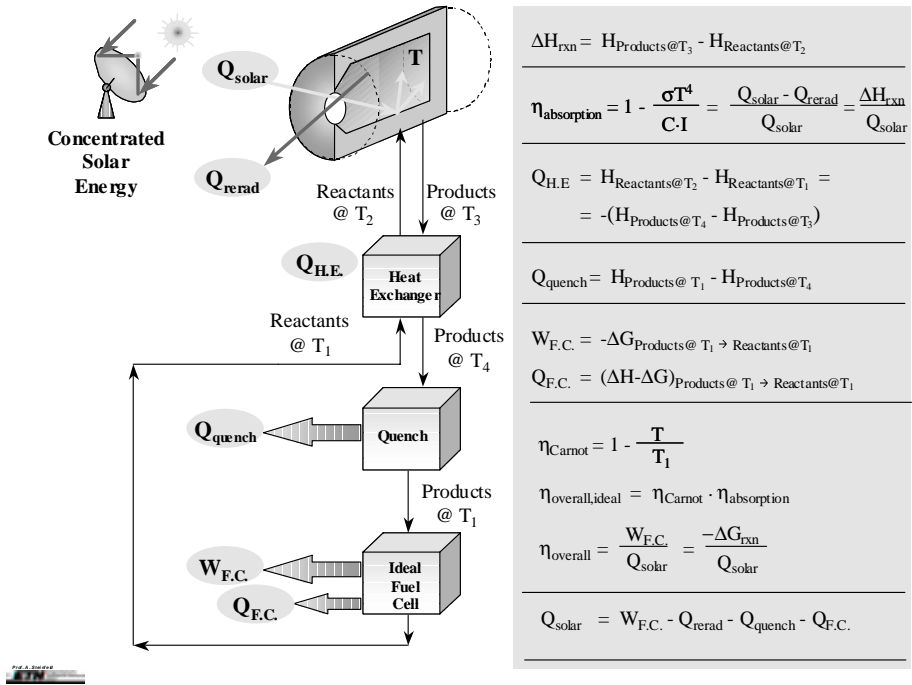 Concentrated
Solar
Energy
Q_solar
Q_rerad
T
Reactants
@ T₂
Products
@ T₃
Q_H.E.
Heat
Exchanger
Reactants
@ T₁
Products
@ T₄
Q_quench
Quench
Products
@ T₁
W_F.C.
Q_F.C.
Ideal
Fuel
Cell
Prof. A. Steinfeld
ETH
ΔH_rxn = H_Products@T₃ - H_Reactants@T₂
η_absorption = 1 - σT⁴ / C·I = (Q_solar - Q_rerad) / Q_solar = ΔH_rxn / Q_solar
Q_H.E = H_Reactants@T₂ - H_Reactants@T₁ =
= -(H_Products@T₄ - H_Products@T₃)
Q_quench = H_Products@ T₁ - H_Products@T₄
W_F.C. = -ΔG_Products@ T₁ → Reactants@T₁
Q_F.C. = (ΔH-ΔG)_Products@ T₁ → Reactants@T₁
η_Carnot = 1 - T / T₁
η_overall,ideal = η_Carnot · η_absorption
η_overall = W_F.C. / Q_solar = −ΔG_rxn / Q_solar
Q_solar = W_F.C. - Q_rerad - Q_quench - Q_F.C.